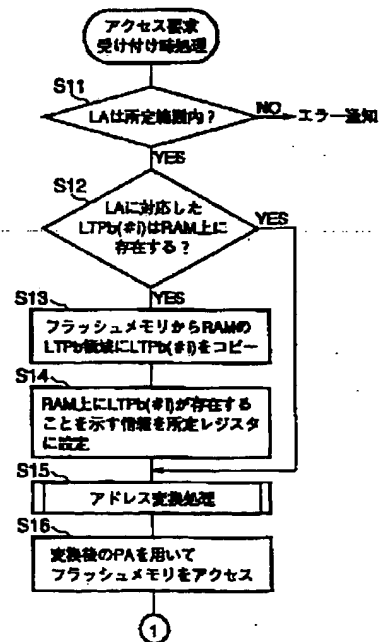 アクセス要求
受け付け時処理
S11
LAは所定範囲内?
NO
エラー通知
YES
S12
LAに対応した
LTPb(#i)はRAM上に
存在する?
YES
YES
S13
フラッシュメモリからRAMの
LTPb領域にLTPb(#i)をコピー
S14
RAM上にLTPb(#i)が存在する
ことを示す情報を所定レジスタ
に設定
S15
アドレス変換処理
S16
変換後のPAを用いて
フラッシュメモリをアクセス
1